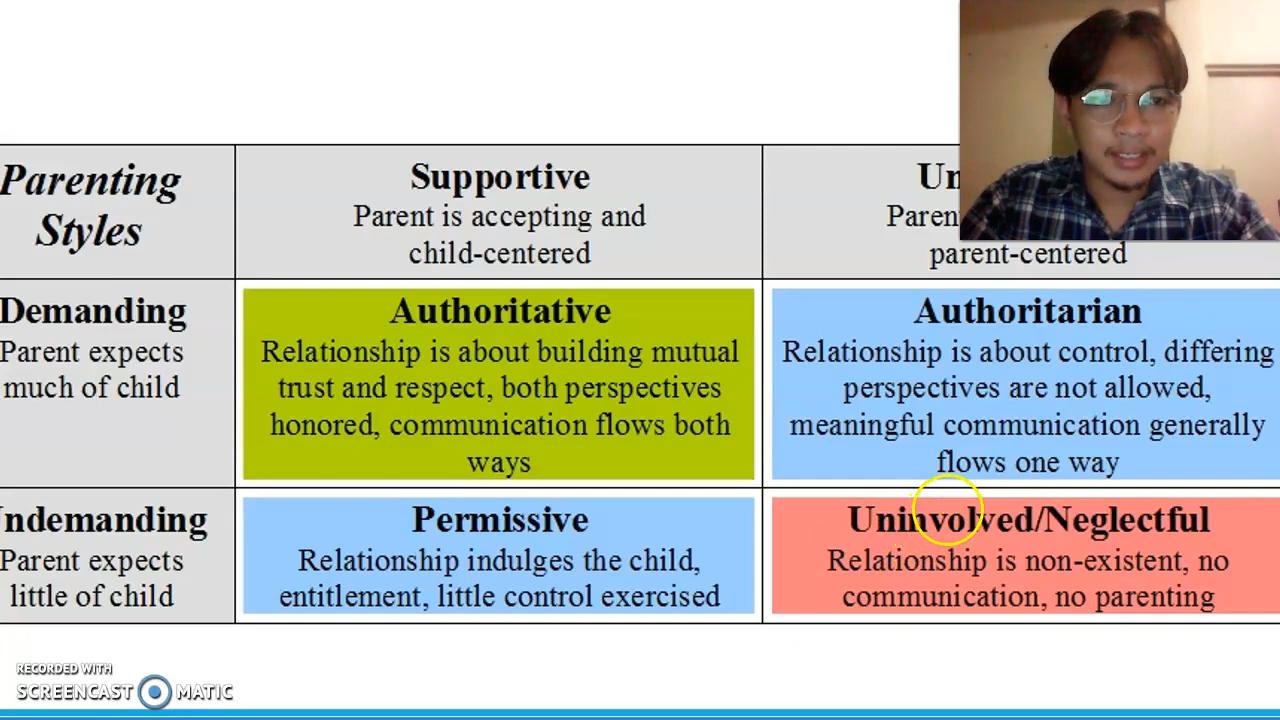 Parenting
Styles
Supportive
Parent is accepting and
child-centered
parent-centered
Demanding
Parent expects
much of child
Authoritative
Relationship is about building mutual
trust and respect, both perspectives
honored, communication flows both
ways
Authoritarian
Relationship is about control, differing
perspectives are not allowed,
meaningful communication generally
flows one way
ndemanding
Parent expects
little of child
Permissive
Relationship indulges the child,
entitlement, little control exercised
Uninvolved/Neglectful
Relationship is non-existent, no
communication, no parenting
RECORDED WITH
SCREENCAST MATIC